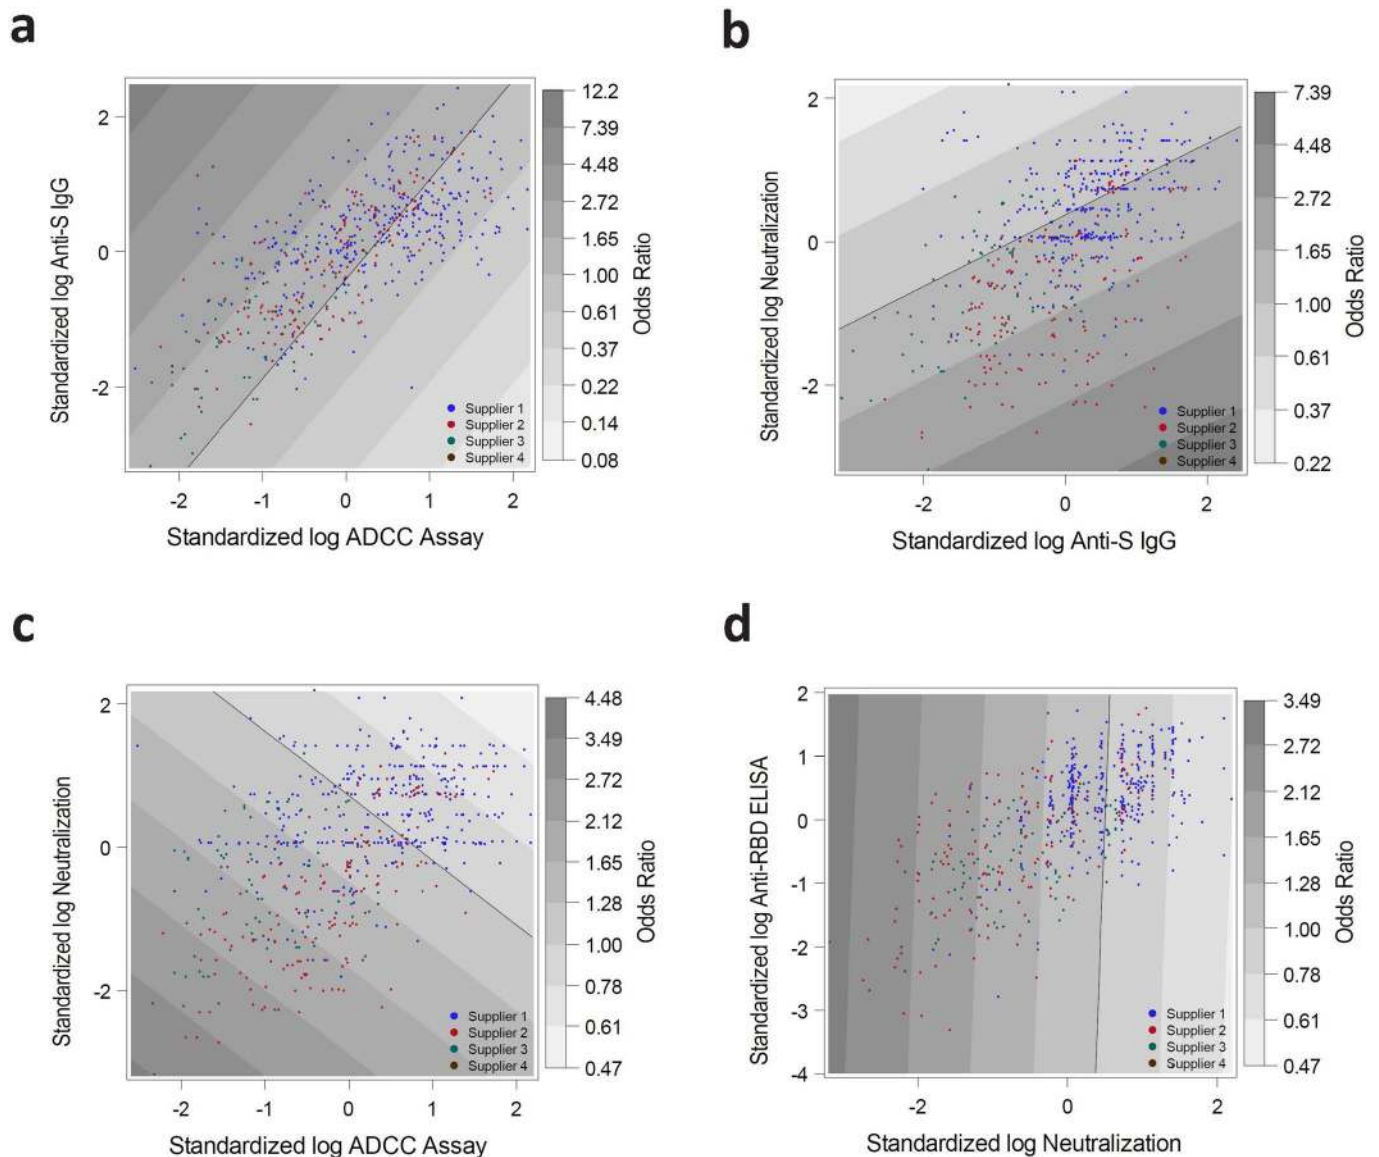 a
Standardized log Anti-S IgG
2
0
-2
-2 -1 0 1 2
Standardized log ADCC Assay
Supplier 1
Supplier 2
Supplier 3
Supplier 4
12.2
7.39
4.48
2.72
1.65
1.00
0.61
0.37
0.22
0.14
0.08
Odds Ratio
b
Standardized log Neutralization
2
0
-2
-2 0 2
Standardized log Anti-S IgG
Supplier 1
Supplier 2
Supplier 3
Supplier 4
7.39
4.48
2.72
1.65
1.00
0.61
0.37
0.22
Odds Ratio
c
Standardized log Neutralization
2
0
-2
-2 -1 0 1 2
Standardized log ADCC Assay
Supplier 1
Supplier 2
Supplier 3
Supplier 4
4.48
3.49
2.72
2.12
1.65
1.28
1.00
0.78
0.61
0.47
Odds Ratio
d
Standardized log Anti-RBD ELISA
2
1
0
-1
-2
-3
-4
-2 0 2
Standardized log Neutralization
Supplier 1
Supplier 2
Supplier 3
Supplier 4
3.49
2.72
2.12
1.65
1.28
1.00
0.78
0.61
0.47
Odds Ratio